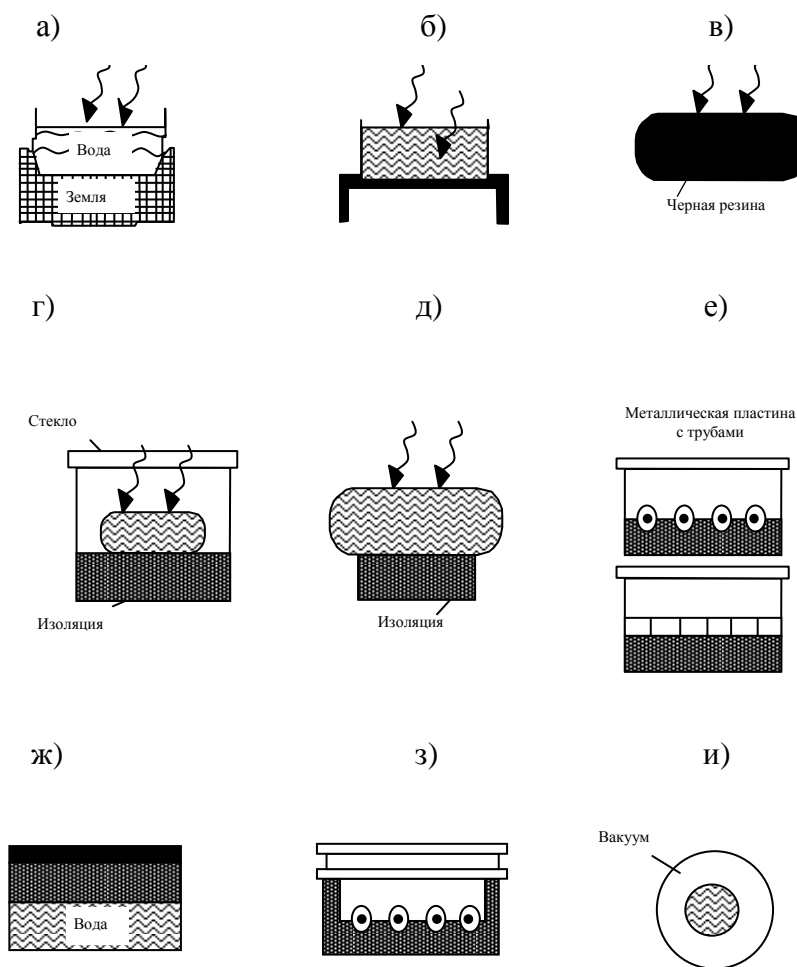 а)
б)
в)
Вода
Земля
Черная резина
г)
д)
е)
Стекло
Изоляция
Изоляция
Металлическая пластина
с трубами
ж)
з)
и)
Вода
Вакуум